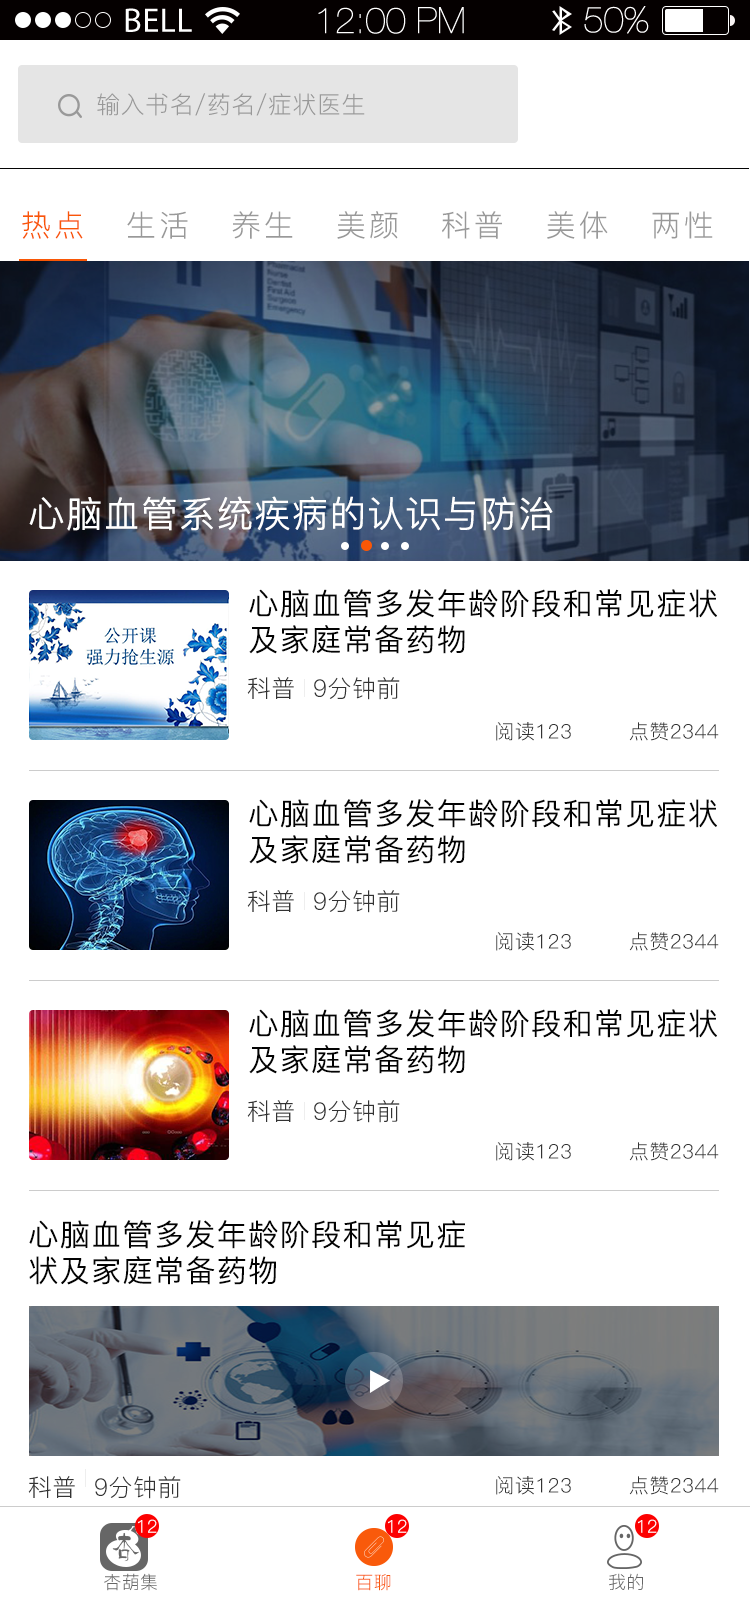 BELL 12:00 PM 50%
输入书名/药名/症状医生
热点 生活 养生 美颜 科普 美体 两性
Pharmacist
Nurse
Dentist
First Aid
Surgeon
Emergency
心脑血管系统疾病的认识与防治
公开课
强力抢生源
心脑血管多发年龄阶段和常见症状
及家庭常备药物
科普 9分钟前
阅读123 点赞2344
心脑血管多发年龄阶段和常见症状
及家庭常备药物
科普 9分钟前
阅读123 点赞2344
心脑血管多发年龄阶段和常见症状
及家庭常备药物
科普 9分钟前
阅读123 点赞2344
心脑血管多发年龄阶段和常见症
状及家庭常备药物
科普 9分钟前 阅读123 点赞2344
12 12 12
杏
杏葫集 百聊 我的